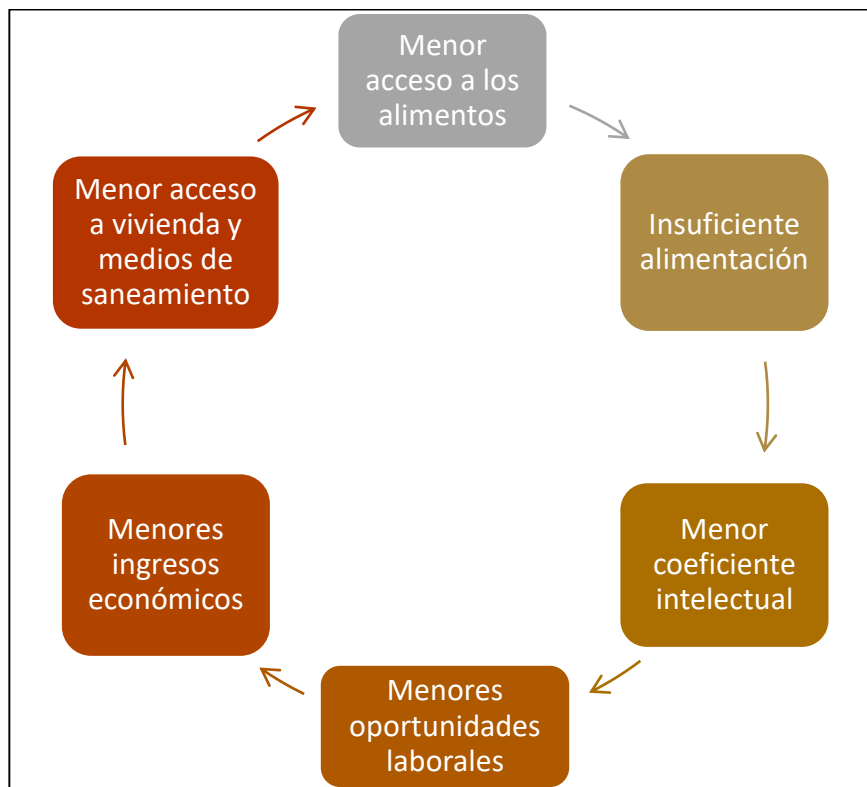 Menor
acceso a los
alimentos
Insuficiente
alimentación
Menor
coeficiente
intelectual
Menores
oportunidades
laborales
Menores
ingresos
económicos
Menor acceso
a vivienda y
medios de
saneamiento